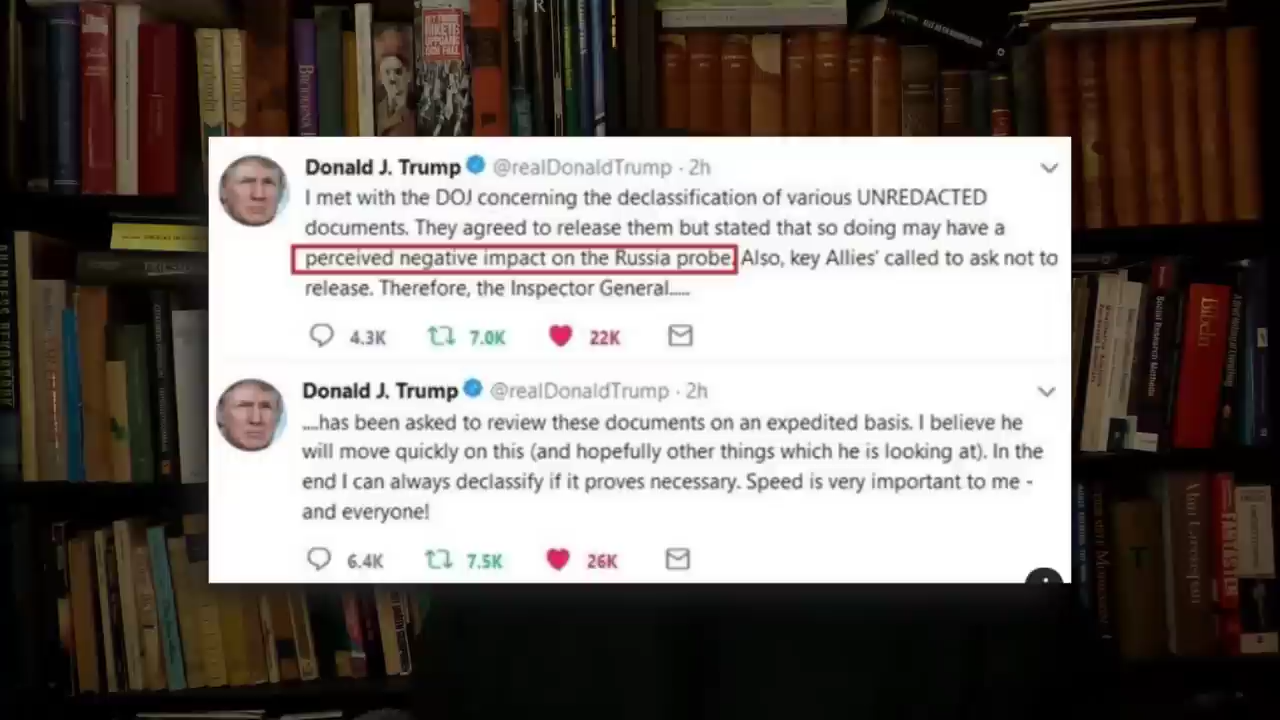 Donald J. Trump @realDonaldTrump · 2h
I met with the DOJ concerning the declassification of various UNREDACTED
documents. They agreed to release them but stated that so doing may have a
perceived negative impact on the Russia probe. Also, key Allies' called to ask not to
release. Therefore, the Inspector General.....
4.3K 7.0K 22K
Donald J. Trump @realDonaldTrump · 2h
....has been asked to review these documents on an expedited basis. I believe he
will move quickly on this (and hopefully other things which he is looking at). In the
end I can always declassify if it proves necessary. Speed is very important to me -
and everyone!
6.4K 7.5K 26K
Social Research Methods
Bibeln